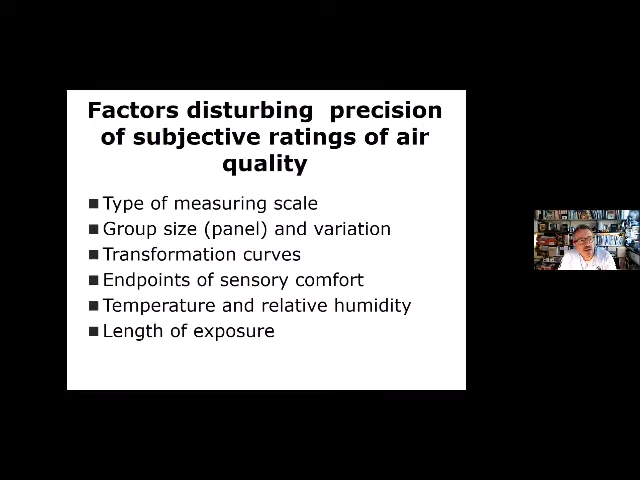 Factors disturbing precision
of subjective ratings of air
quality
■ Type of measuring scale
■ Group size (panel) and variation
■ Transformation curves
■ Endpoints of sensory comfort
■ Temperature and relative humidity
■ Length of exposure